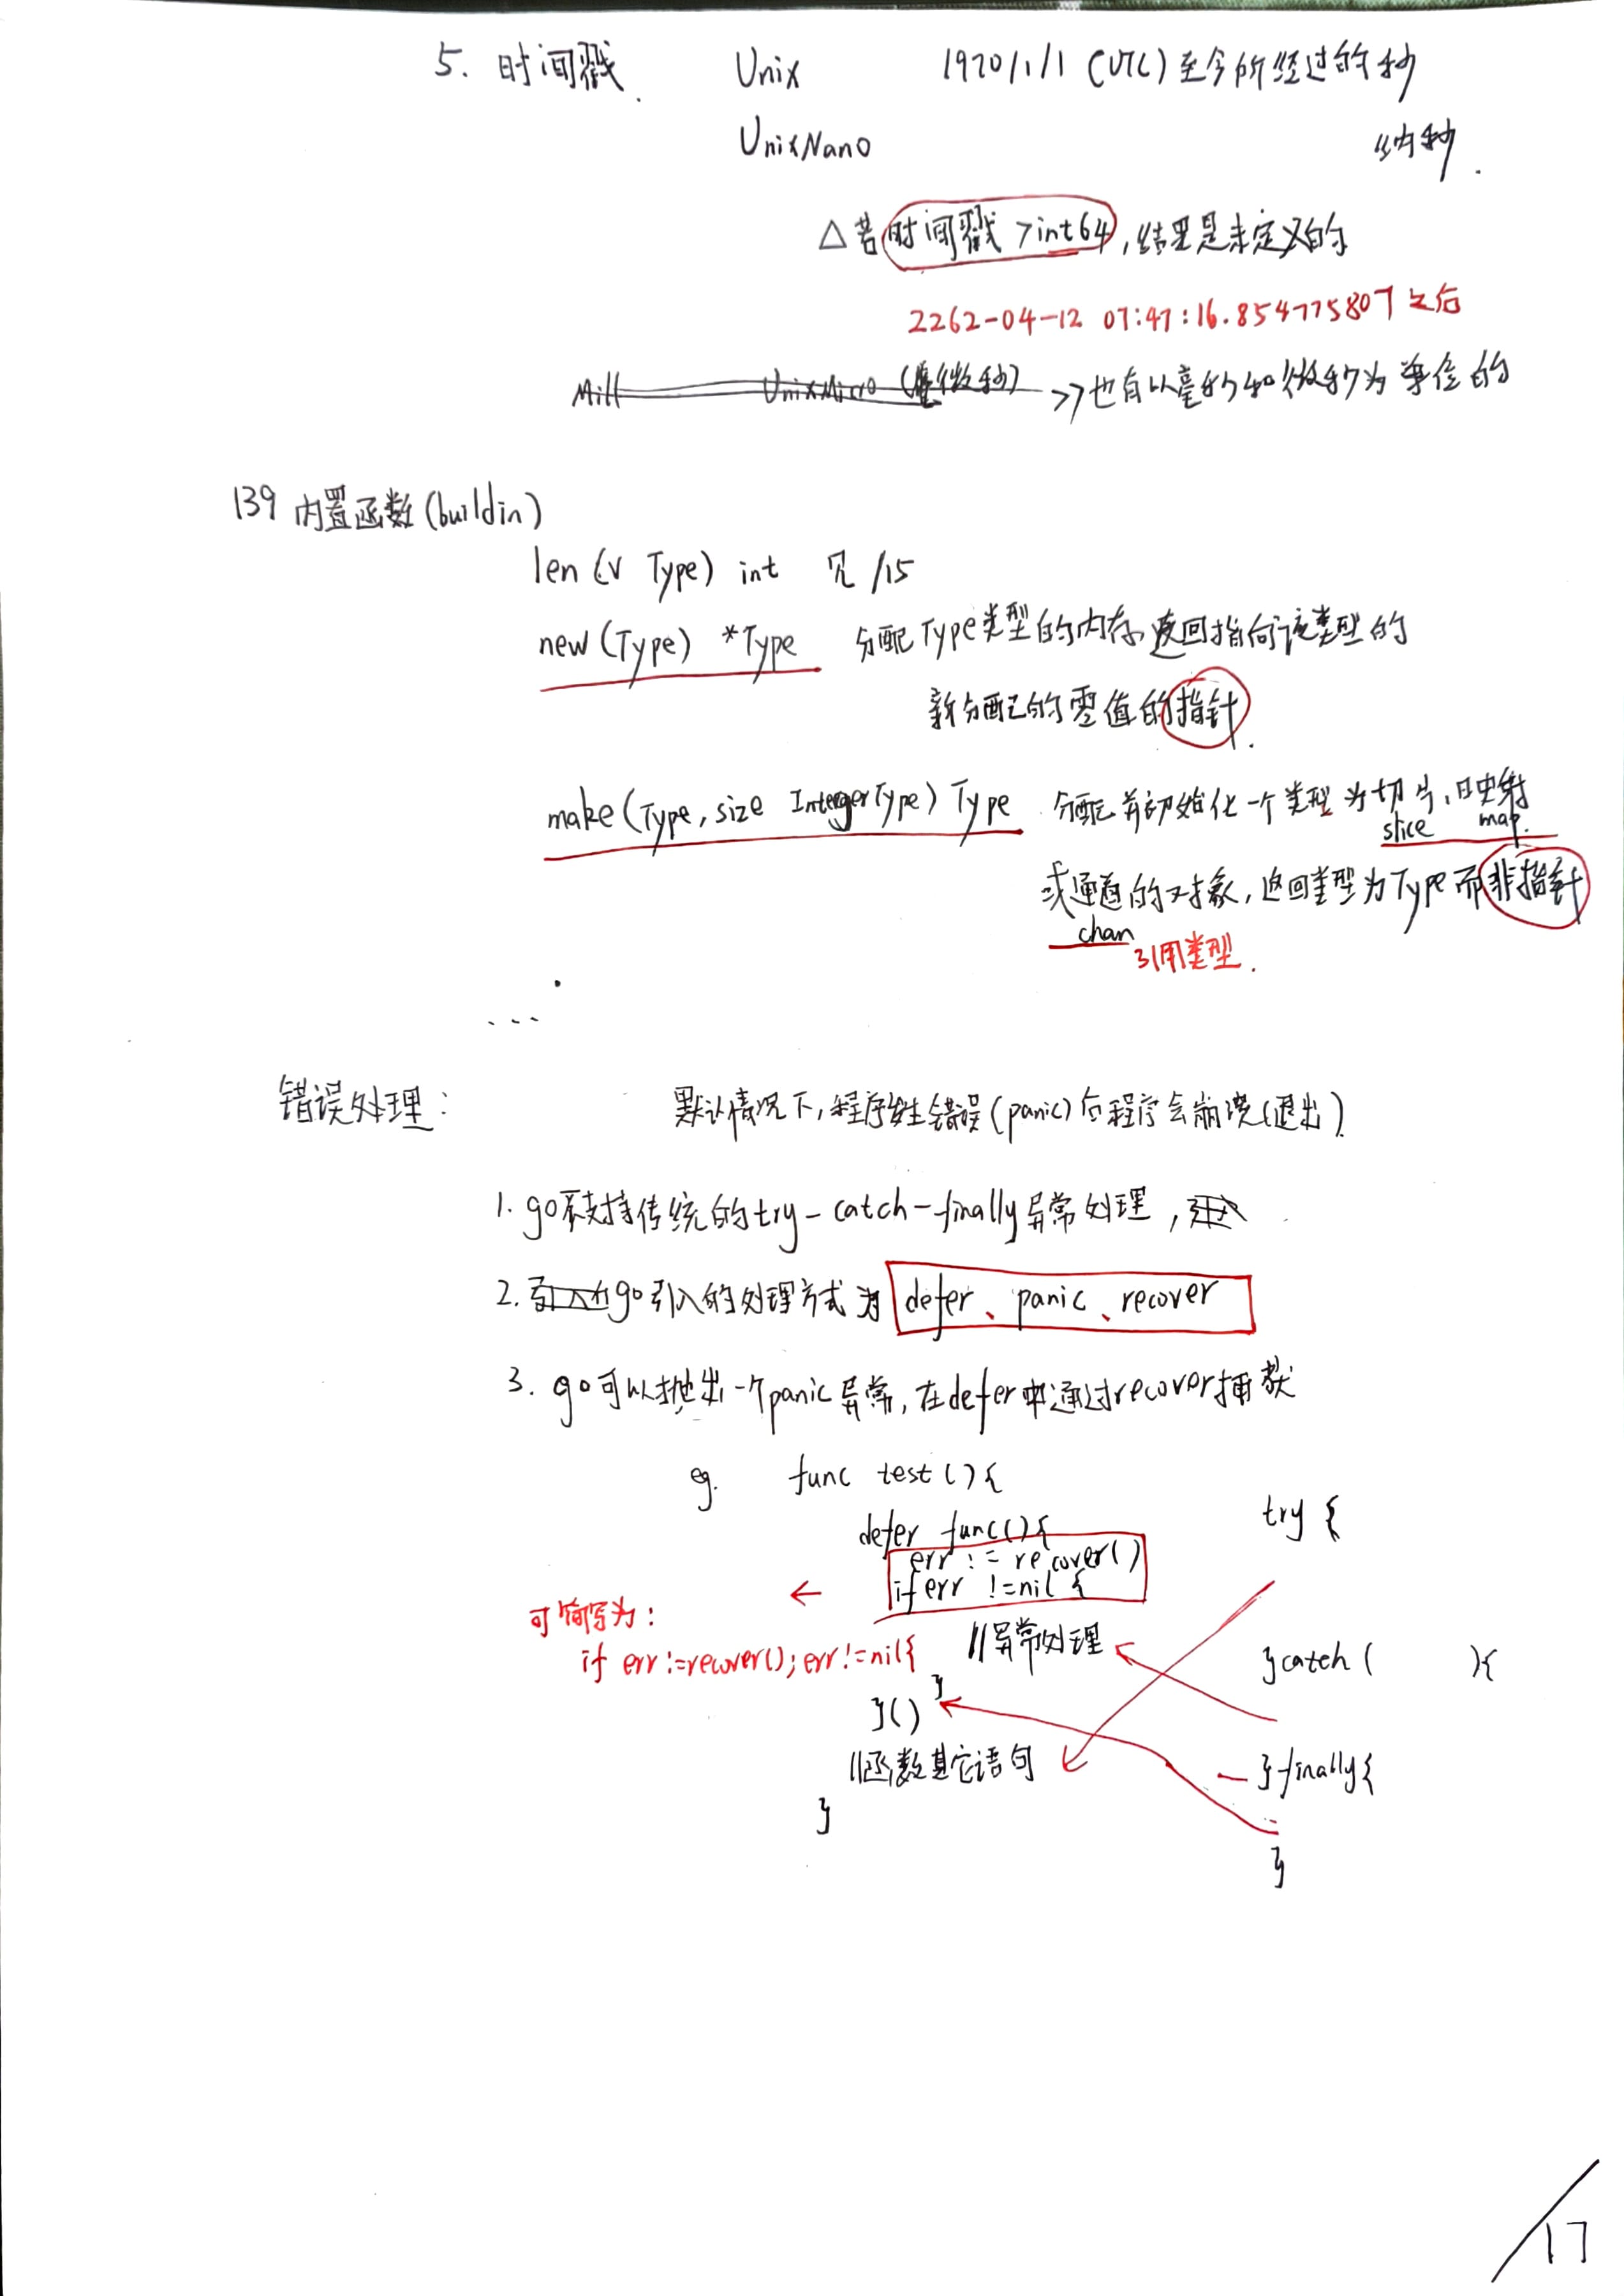 5. 时间戳. Unix 1970/1/1 (UTC) 至今所经过的秒
UnixNano 纳秒.
△若时间戳 >int64, 结果是未定义的
2262-04-12 07:47:16.854775807 之后
Mill UnixMicro (微秒) >> 也有以毫秒和微秒为单位的
139 内置函数(buildin)
len (v Type) int 见 /15
new (Type) *Type 分配Type类型的内存, 返回指向该类型的
新分配的零值的指针.
make (Type, size IntergerType) Type 分配并初始化一个类型为切片, 映射
slice map.
或通道的对象, 返回类型为Type而非指针
chan 引用类型.
...
错误处理: 默认情况下, 程序发生错误(panic)后程序会崩溃(退出).
1. go不支持传统的try-catch-finally异常处理,
2. 引入的go引入的处理方式为 defer、panic、recover
3. go可以抛出一个panic异常, 在defer中通过recover捕获
eg. func test(){
try {
defer func(){
err := recover()
← if err !=nil {
可简写为:
//异常处理
if err:=recover(); err!=nil{
}catch( ){
}
}()
//函数其它语句
}finally{
}
}
17